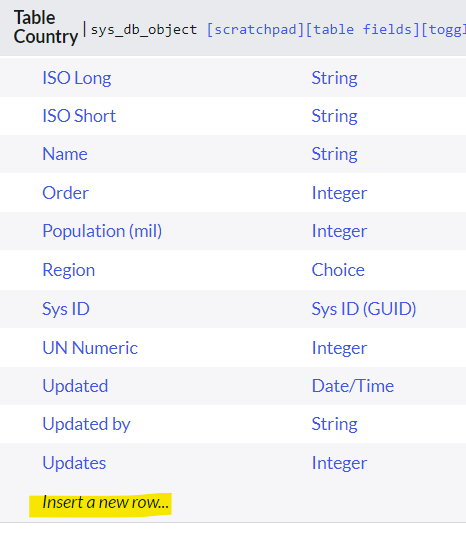 Table
Country | sys_db_object [scratchpad][table fields][toggl
ISO Long String
ISO Short String
Name String
Order Integer
Population (mil) Integer
Region Choice
Sys ID Sys ID (GUID)
UN Numeric Integer
Updated Date/Time
Updated by String
Updates Integer
Insert a new row...